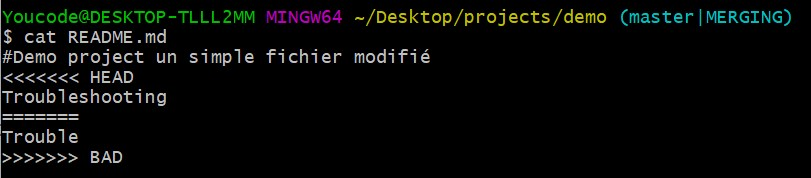 Youcode@DESKTOP-TLLL2MM MINGW64 ~/Desktop/projects/demo (master|MERGING)
$ cat README.md
#Demo project un simple fichier modifié
<<<<<<< HEAD
Troubleshooting
=======
Trouble
>>>>>>> BAD